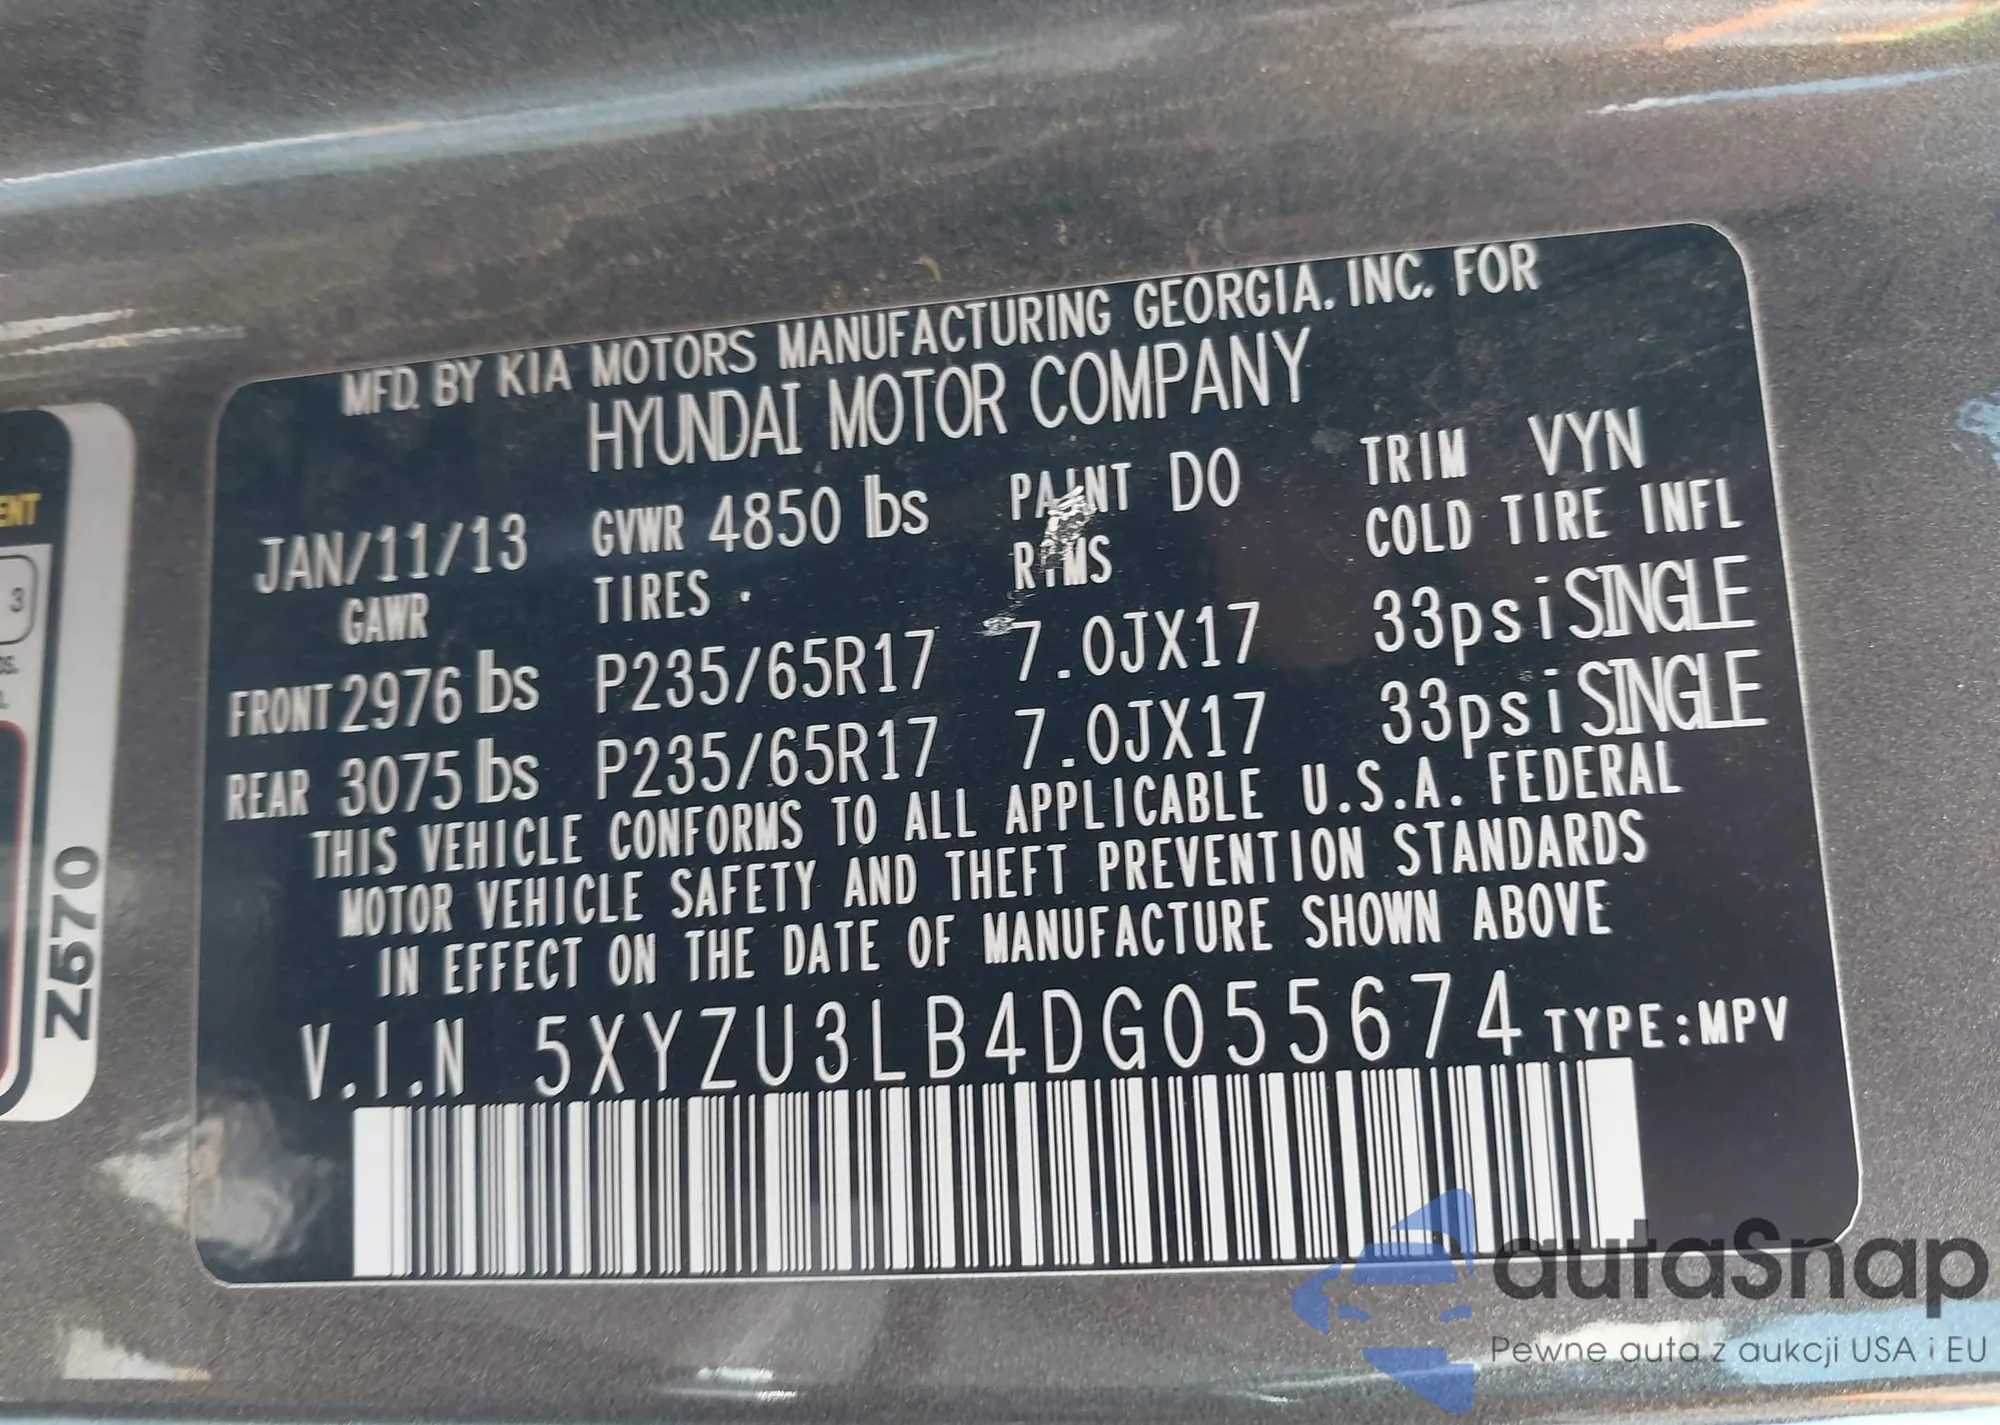 MFD. BY KIA MOTORS MANUFACTURING GEORGIA, INC. FOR
HYUNDAI MOTOR COMPANY
JAN/11/13 GVWR 4850 lbs PAINT D0 TRIM VYN
GAWR TIRES RIMS COLD TIRE INFL
FRONT 2976 lbs P235/65R17 7.0JX17 33psi SINGLE
REAR 3075 lbs P235/65R17 7.0JX17 33psi SINGLE
THIS VEHICLE CONFORMS TO ALL APPLICABLE U.S.A. FEDERAL
MOTOR VEHICLE SAFETY AND THEFT PREVENTION STANDARDS
IN EFFECT ON THE DATE OF MANUFACTURE SHOWN ABOVE
V.I.N 5XYZU3LB4DG055674 TYPE:MPV
3
Z570
autaSnap
Pewne auta z aukcji USA i EU